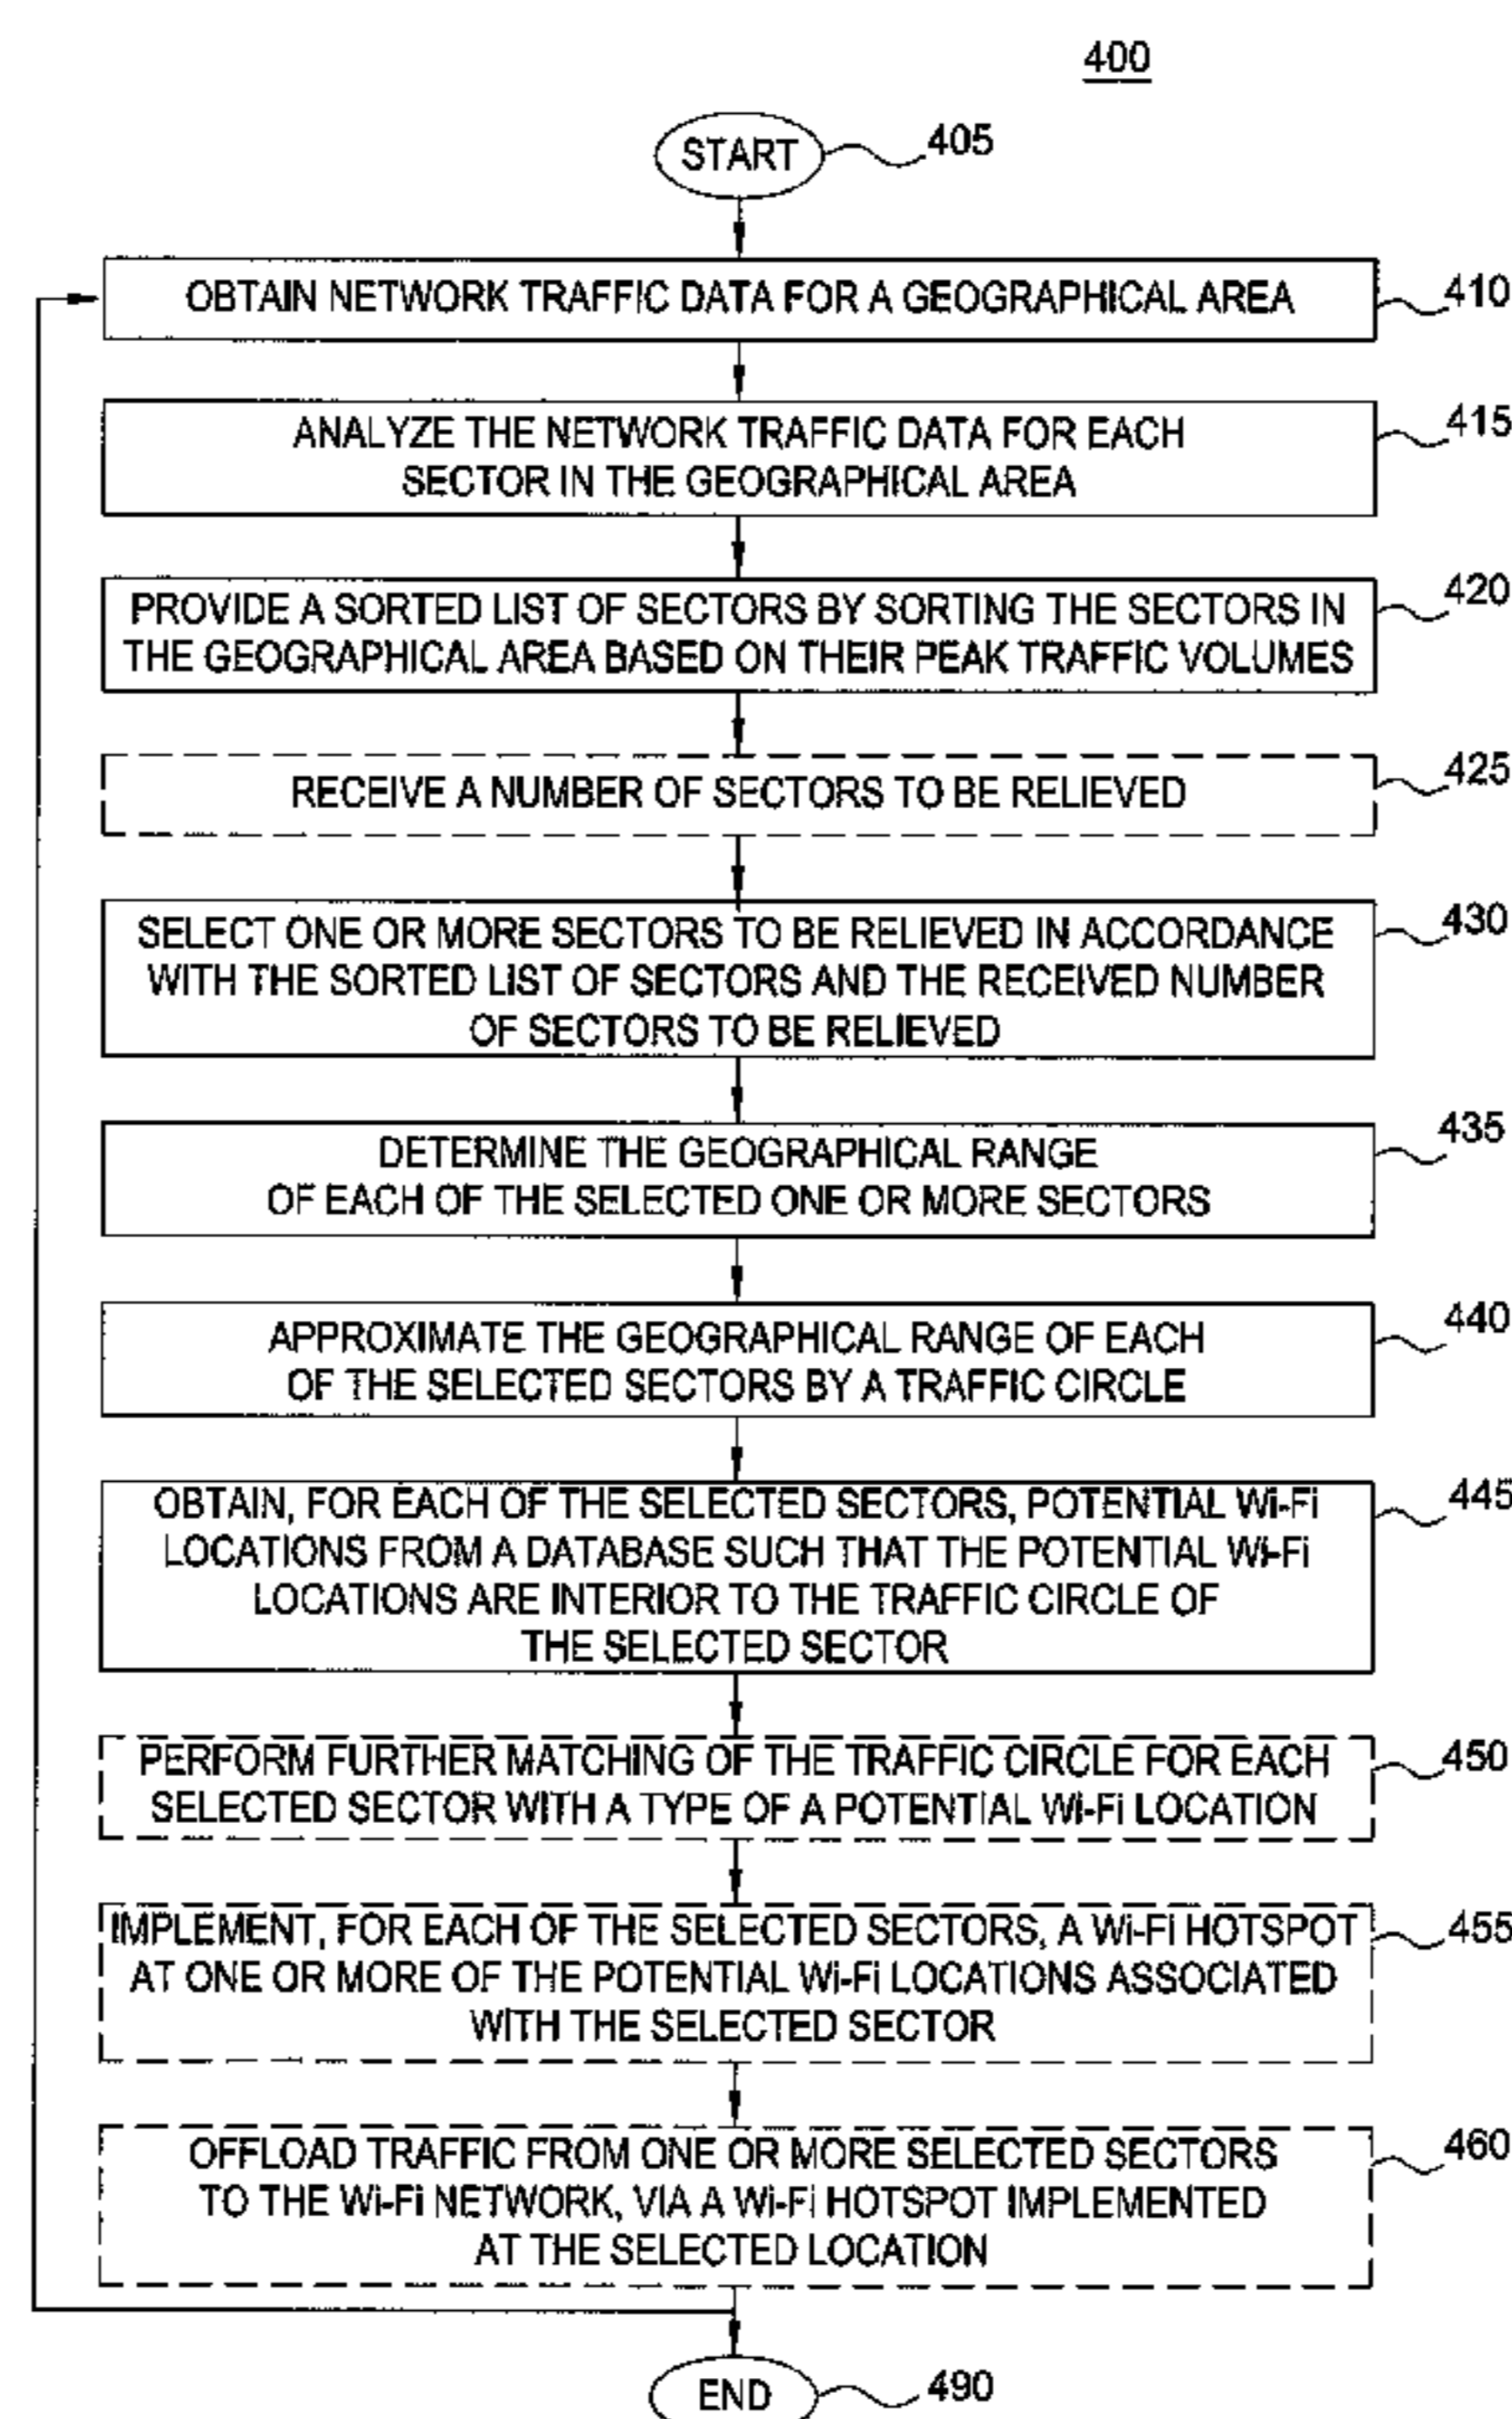 400
START
405
OBTAIN NETWORK TRAFFIC DATA FOR A GEOGRAPHICAL AREA
410
ANALYZE THE NETWORK TRAFFIC DATA FOR EACH
SECTOR IN THE GEOGRAPHICAL AREA
415
PROVIDE A SORTED LIST OF SECTORS BY SORTING THE SECTORS IN
THE GEOGRAPHICAL AREA BASED ON THEIR PEAK TRAFFIC VOLUMES
420
RECEIVE A NUMBER OF SECTORS TO BE RELIEVED
425
SELECT ONE OR MORE SECTORS TO BE RELIEVED IN ACCORDANCE
WITH THE SORTED LIST OF SECTORS AND THE RECEIVED NUMBER
OF SECTORS TO BE RELIEVED
430
DETERMINE THE GEOGRAPHICAL RANGE
OF EACH OF THE SELECTED ONE OR MORE SECTORS
435
APPROXIMATE THE GEOGRAPHICAL RANGE OF EACH
OF THE SELECTED SECTORS BY A TRAFFIC CIRCLE
440
OBTAIN, FOR EACH OF THE SELECTED SECTORS, POTENTIAL Wi-Fi
LOCATIONS FROM A DATABASE SUCH THAT THE POTENTIAL Wi-Fi
LOCATIONS ARE INTERIOR TO THE TRAFFIC CIRCLE OF
THE SELECTED SECTOR
445
PERFORM FURTHER MATCHING OF THE TRAFFIC CIRCLE FOR EACH
SELECTED SECTOR WITH A TYPE OF A POTENTIAL Wi-Fi LOCATION
450
IMPLEMENT, FOR EACH OF THE SELECTED SECTORS, A Wi-Fi HOTSPOT
AT ONE OR MORE OF THE POTENTIAL Wi-Fi LOCATIONS ASSOCIATED
WITH THE SELECTED SECTOR
455
OFFLOAD TRAFFIC FROM ONE OR MORE SELECTED SECTORS
TO THE Wi-Fi NETWORK, VIA A Wi-Fi HOTSPOT IMPLEMENTED
AT THE SELECTED LOCATION
460
END
490